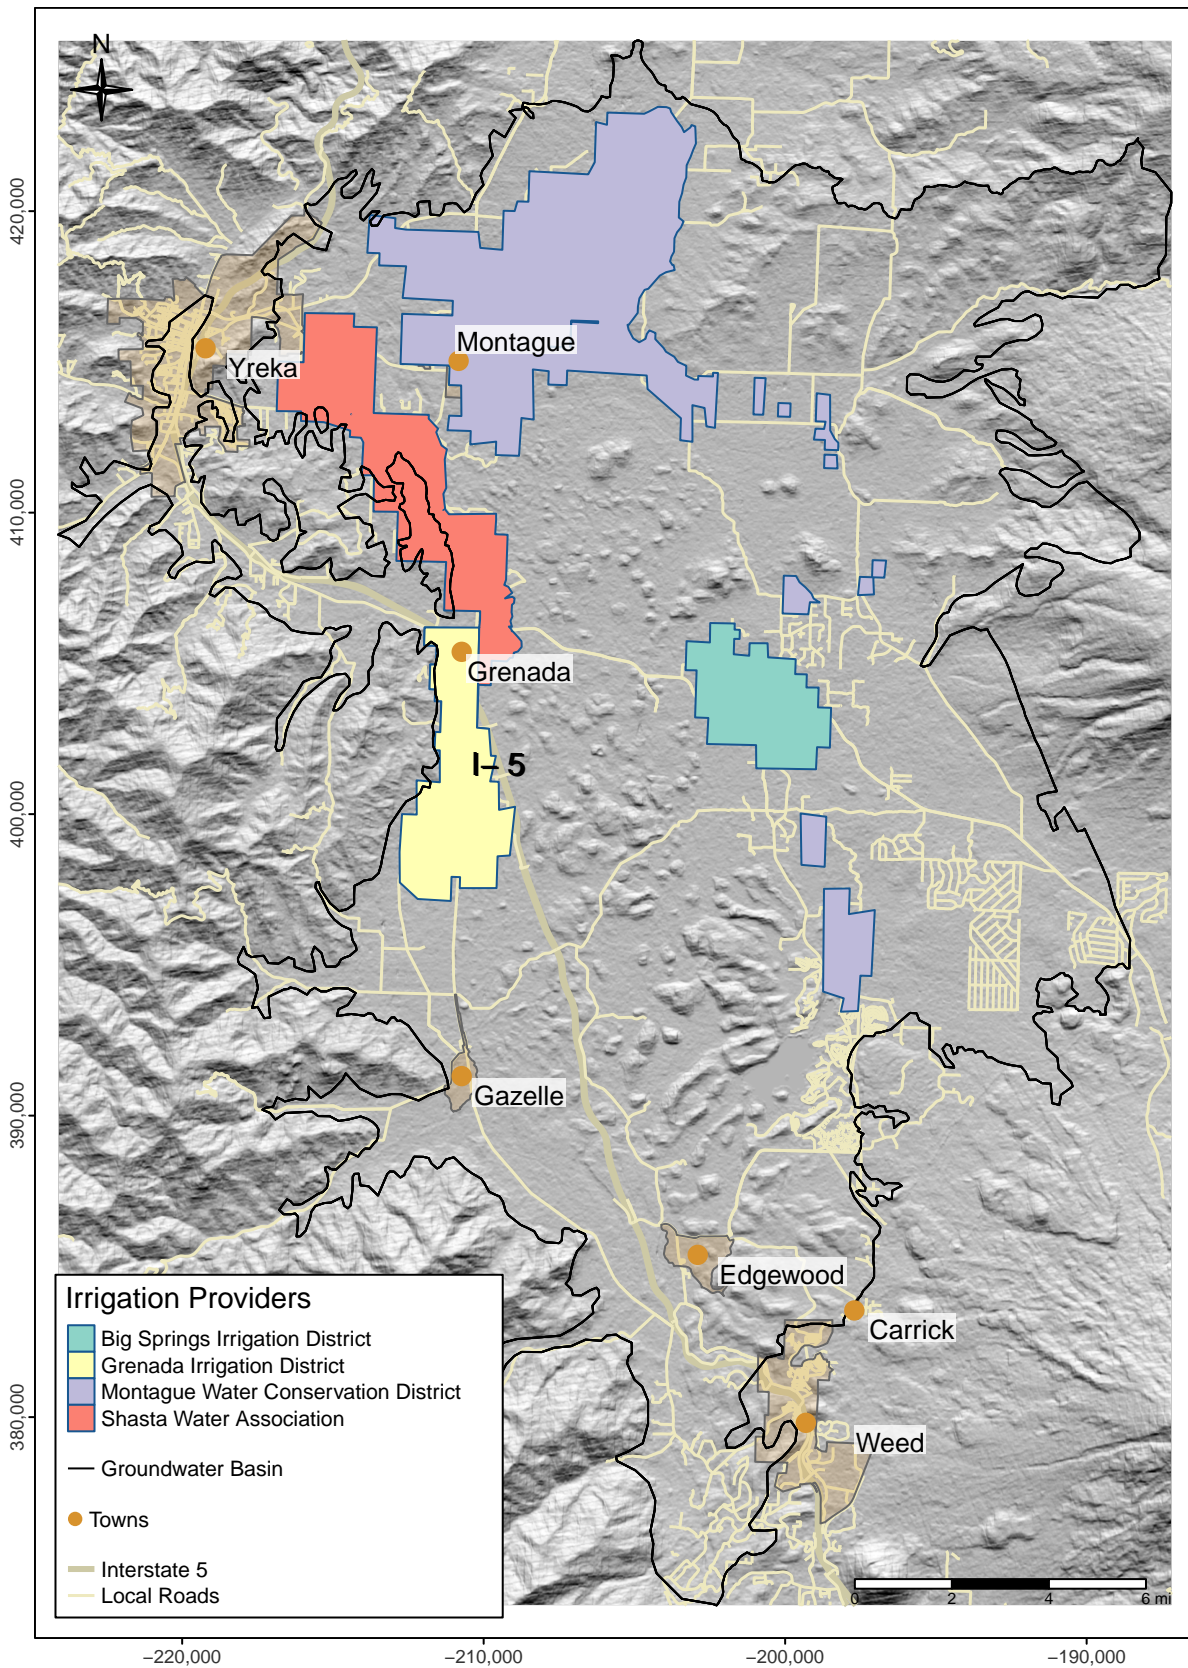 N
420,000
410,000
400,000
390,000
380,000
Montague
Yreka
Grenada
I– 5
Gazelle
Edgewood
Carrick
Weed
Irrigation Providers
Big Springs Irrigation District
Grenada Irrigation District
Montague Water Conservation District
Shasta Water Association
Groundwater Basin
Towns
Interstate 5
Local Roads
0 2 4 6 mi
−220,000 −210,000 −200,000 −190,000